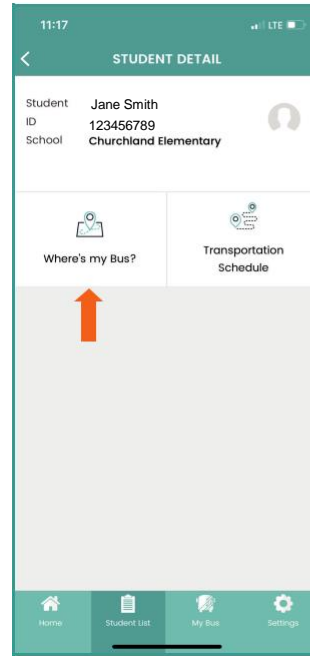 11:17
LTE
STUDENT DETAIL
Student Jane Smith
ID 123456789
School Churchland Elementary
Where's my Bus?
Transportation
Schedule
Home
Student List
My Bus
Settings